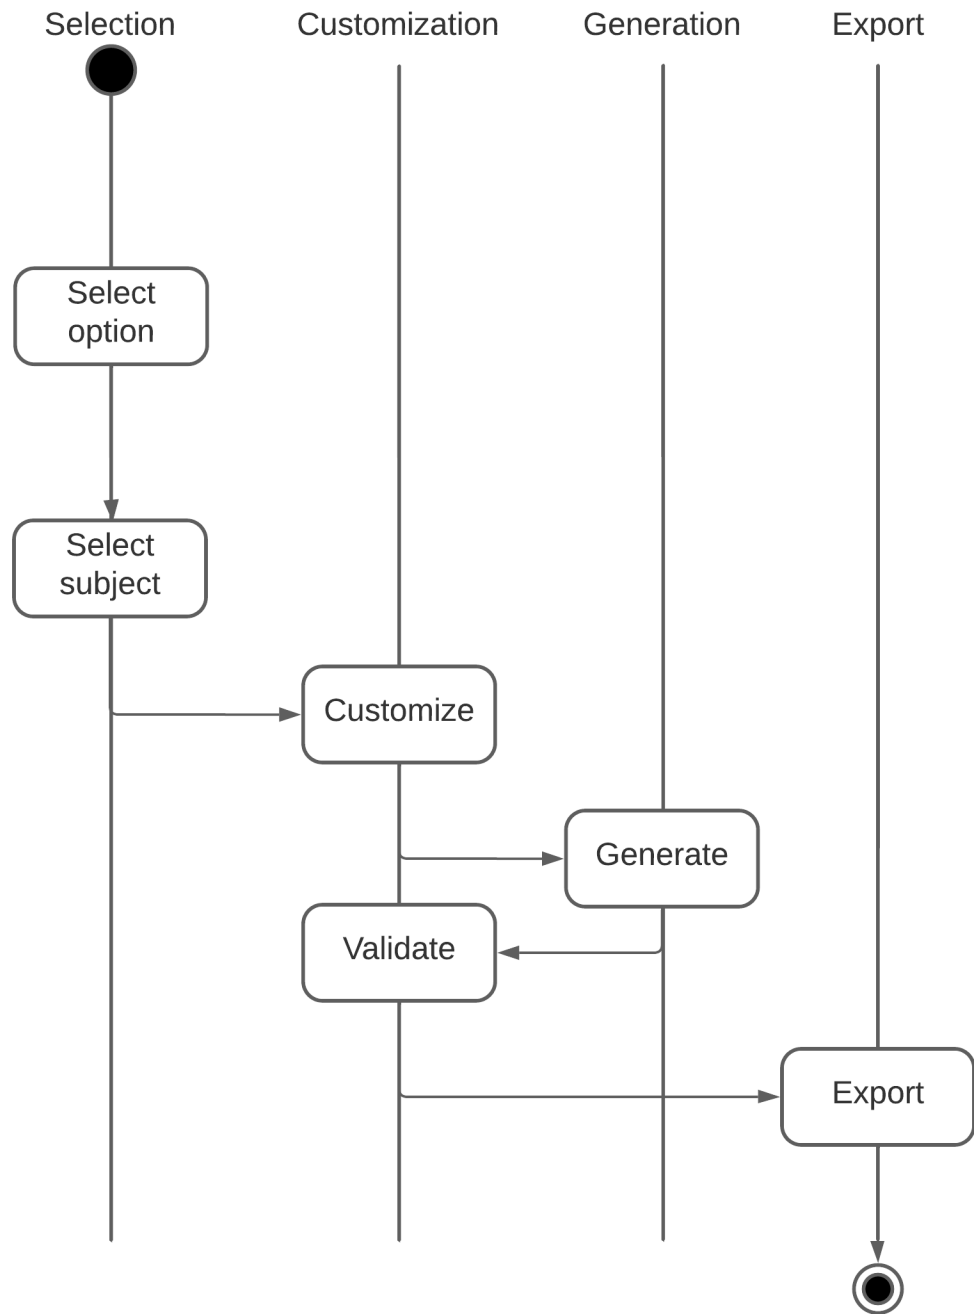 Selection
Customization
Generation
Export
Select
option
Select
subject
Customize
Generate
Validate
Export